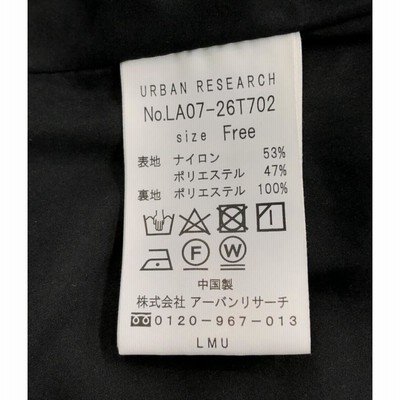 URBAN RESEARCH
No.LA07-26T702
size Free
表地 ナイロン 53%
ポリエステル 47%
裏地 ポリエステル 100%
F W
中国製
株式会社 アーバンリサーチ
0120-967-013
LMU